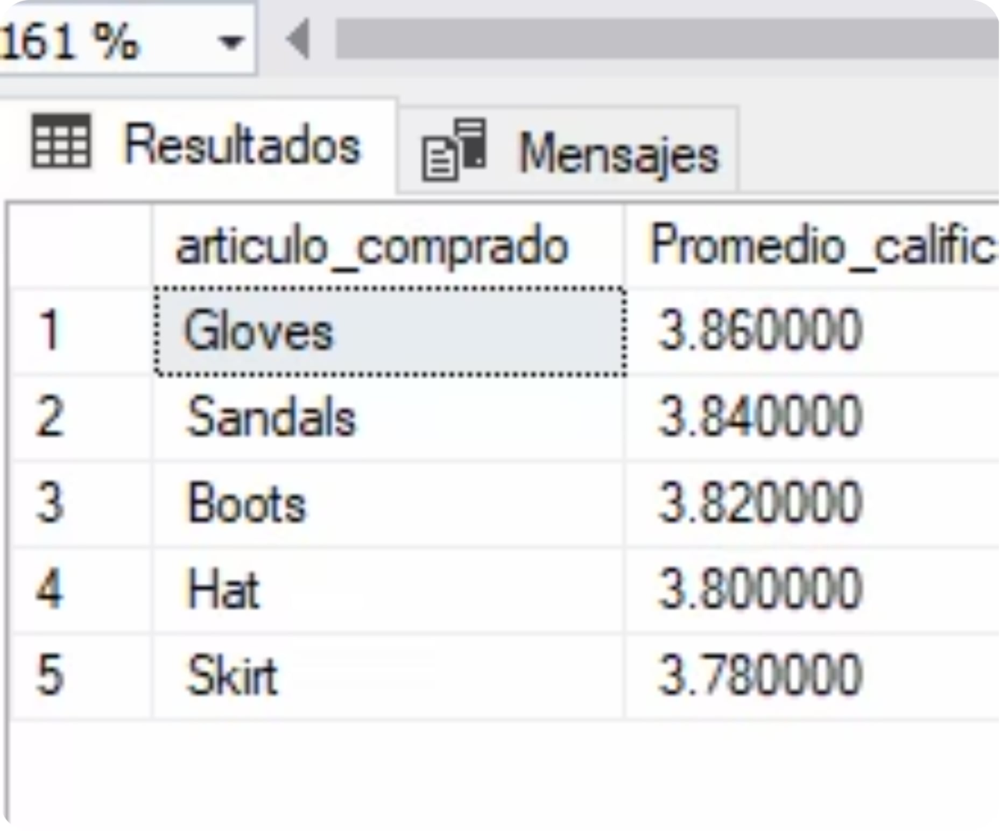 161 %
Resultados Mensajes
articulo_comprado Promedio_calific
1 Gloves 3.860000
2 Sandals 3.840000
3 Boots 3.820000
4 Hat 3.800000
5 Skirt 3.780000